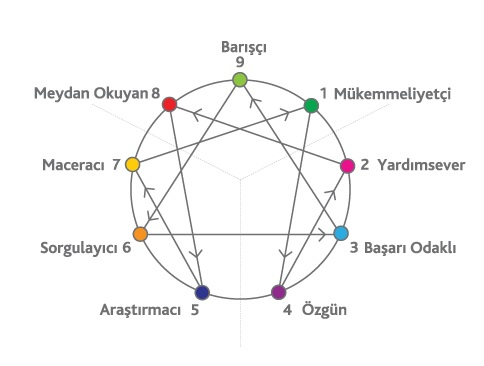 Barışçı
9
Meydan Okuyan 8
1 Mükemmeliyetçi
Maceracı 7
2 Yardımsever
Sorgulayıcı 6
3 Başarı Odaklı
Araştırmacı 5
4 Özgün